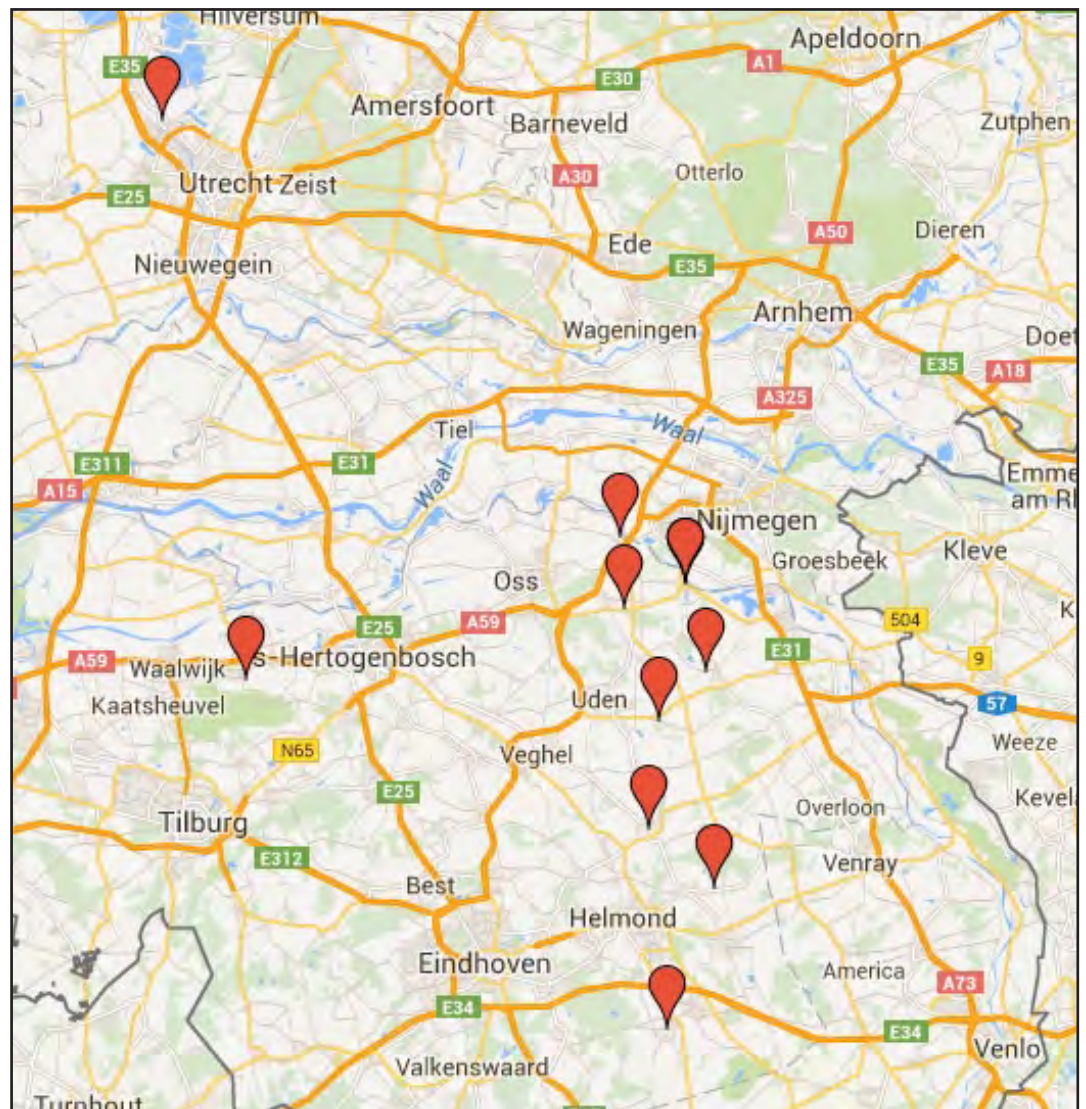 Hilversum
Apeldoorn
E35
A1
E30
Amersfoort
Barneveld
Zutphen
Otterlo
A30
Utrecht Zeist
E25
A50
Dieren
Ede
Nieuwegein
E35
Arnhem
Wageningen
Doet
E35
A18
A325
Tiel
Waal
E311
E31
Waal
A15
Emme
am Rl
Nijmegen
Kleve
Groesbeek
Oss
K
A59
504
E25
E31
A59
Waalwijk
s-Hertogenbosch
9
Kaatsheuvel
Uden
57
N65
Veghel
Weeze
E25
Overloon
Kevela
Tilburg
E312
Venray
Best
Helmond
Eindhoven
America
A73
E34
E34
Venlo
Valkenswaard
Turnhout